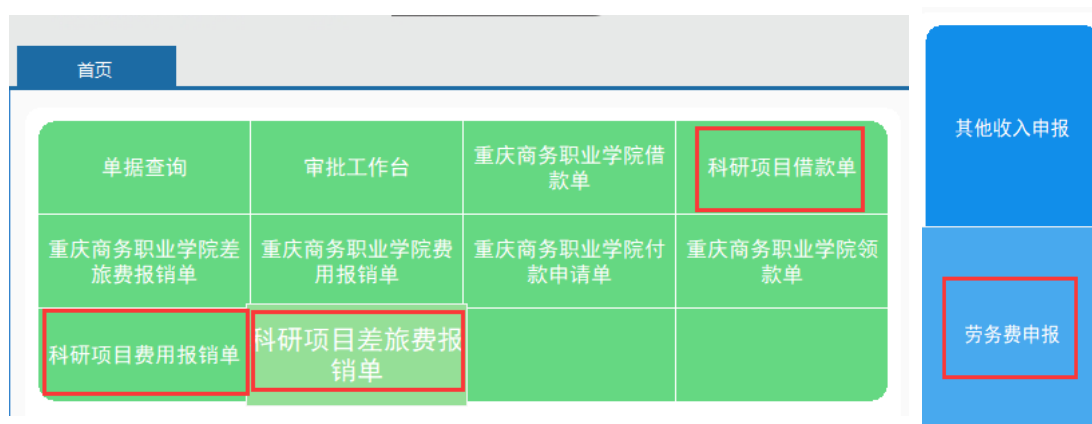 首页
单据查询
审批工作台
重庆商务职业学院借
款单
科研项目借款单
重庆商务职业学院差
旅费报销单
重庆商务职业学院费
用报销单
重庆商务职业学院付
款申请单
重庆商务职业学院领
款单
科研项目费用报销单
科研项目差旅费报
销单
其他收入申报
劳务费申报